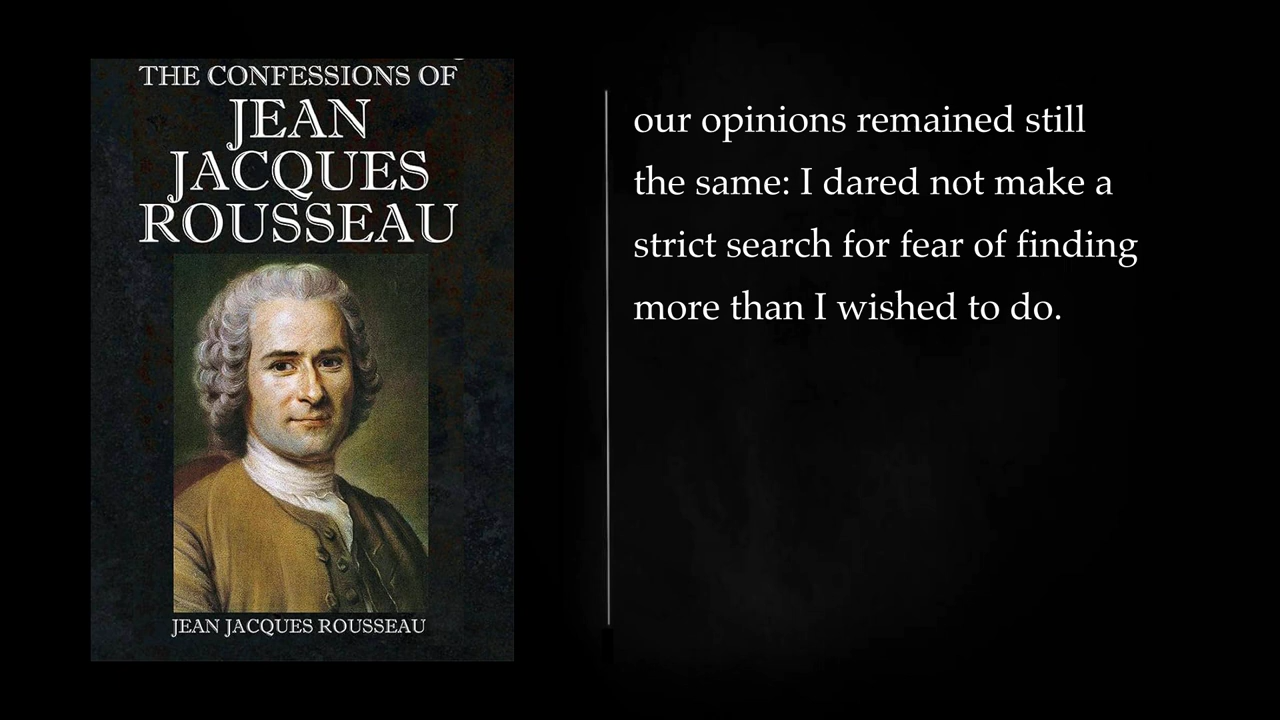 THE CONFESSIONS OF
JEAN
JACQUES
ROUSSEAU
JEAN JACQUES ROUSSEAU
our opinions remained still
the same: I dared not make a
strict search for fear of finding
more than I wished to do.